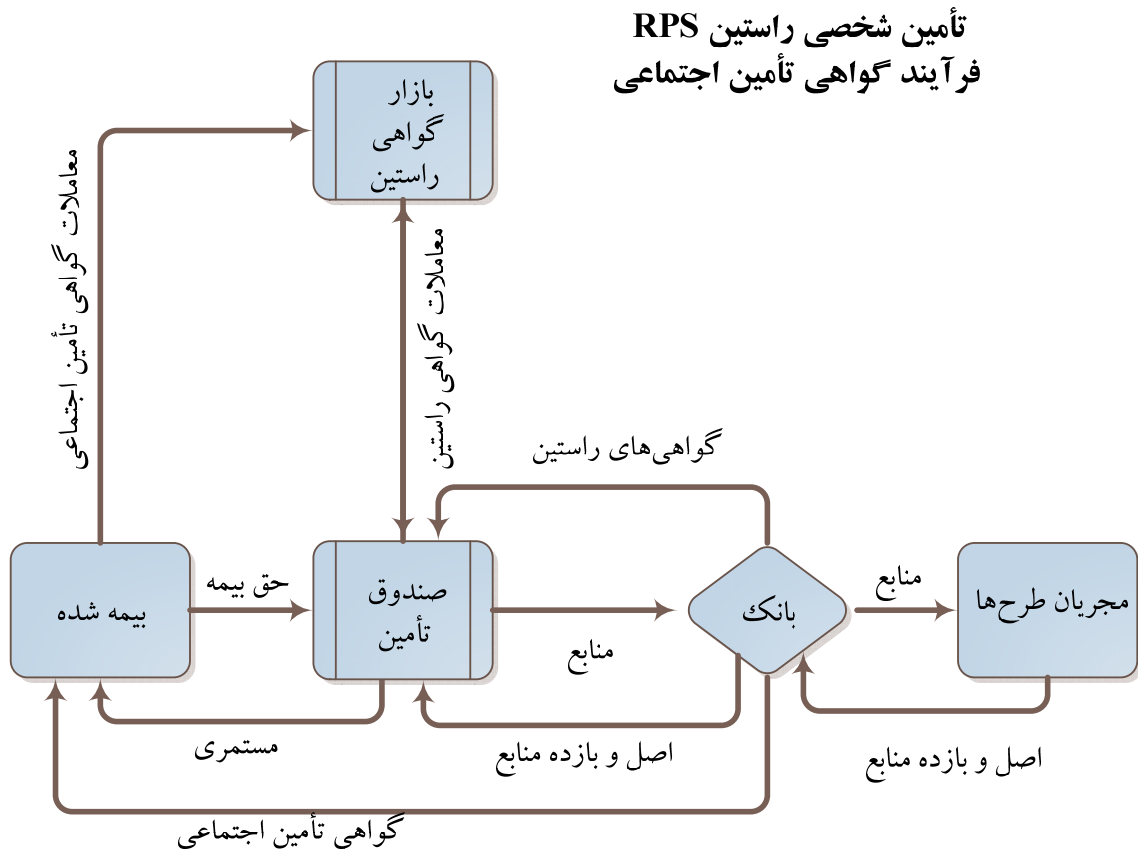 تأمین شخصی راستین RPS
فرآیند گواهی تأمین اجتماعی
بازار
گواهی
راستین
معاملات گواهی تأمین اجتماعی
معاملات گواهی راستین
گواهی‌های راستین
بیمه شده
حق بیمه
صندوق
تأمین
منابع
بانک
منابع
مجریان طرح‌ها
مستمری
اصل و بازده منابع
اصل و بازده منابع
گواهی تأمین اجتماعی